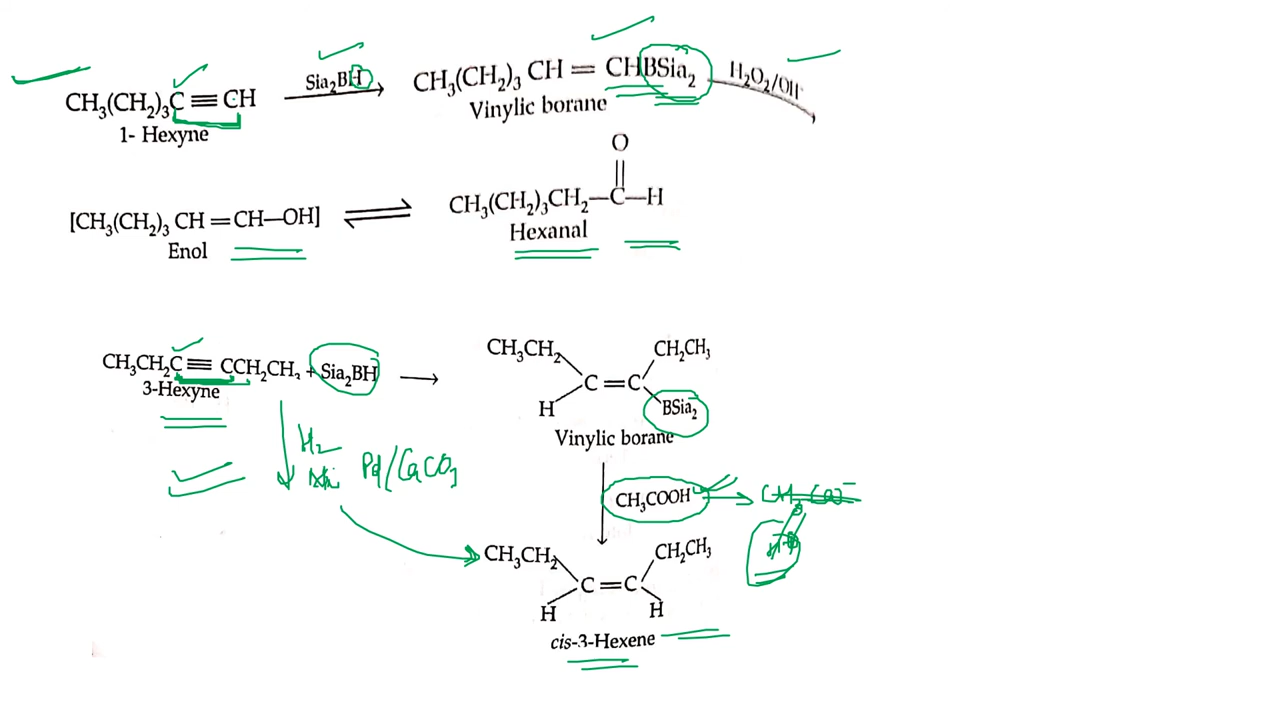 CH₃(CH₂)₃C≡CH Sia₂BH CH₃(CH₂)₃ CH = CHBSia₂ H₂O₂/OH⁻
1- Hexyne Vinylic borane
O
[CH₃(CH₂)₃ CH =CH—OH] CH₃(CH₂)₃CH₂—C—H
Enol Hexanal
CH₃CH₂C≡CCH₂CH₃ + Sia₂BH
3-Hexyne
CH₃CH₂ CH₂CH₃
C=C
H BSia₂
Vinylic borane
H₂
Pd/CaCO₃
CH₃COOH
CH₃CH₂ CH₂CH₃
C=C
H H
cis-3-Hexene